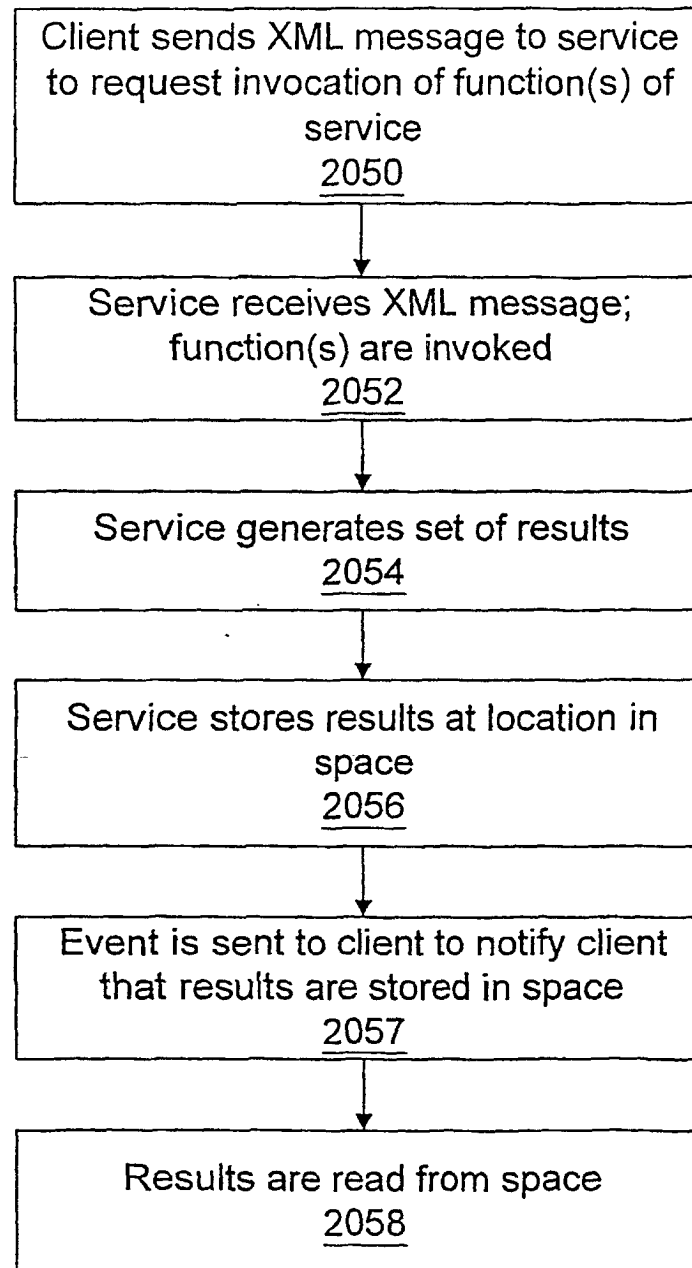 Client sends XML message to service
to request invocation of function(s) of
service
2050
Service receives XML message;
function(s) are invoked
2052
Service generates set of results
2054
Service stores results at location in
space
2056
Event is sent to client to notify client
that results are stored in space
2057
Results are read from space
2058